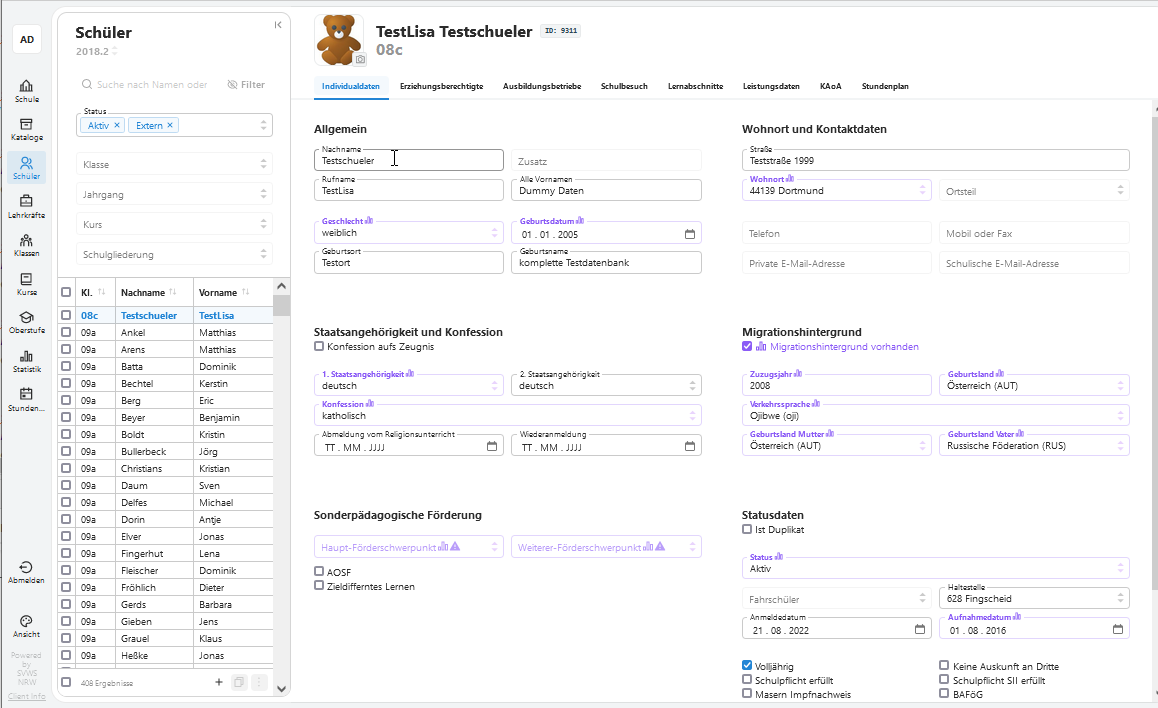 AD
Schule
Kataloge
Schüler
Lehrkräfte
Klassen
Kurse
Oberstufe
Statistik
Stunden...
Abmelden
Ansicht
Powered
by
SVWS
NRW
Client Info
Schüler
2018.2
Suche nach Namen oder
Filter
Status
Aktiv ×
Extern ×
Klasse
Jahrgang
Kurs
Schulgliederung
Kl. Nachname Vorname
08c Testschueler TestLisa
09a Ankel Matthias
09a Arens Matthias
09a Batta Dominik
09a Bechtel Kerstin
09a Berg Eric
09a Beyer Benjamin
09a Boldt Kristin
09a Bullerbeck Jörg
09a Christians Kristian
09a Daum Sven
09a Delfes Michael
09a Dorin Antje
09a Elver Jonas
09a Fingerhut Lena
09a Fleischer Dominik
09a Fröhlich Dieter
09a Gerds Barbara
09a Gieben Jens
09a Grauel Klaus
09a Heßke Jonas
408 Ergebnisse
TestLisa Testschueler ID: 9311
08c
Individualdaten Erziehungsberechtigte Ausbildungsbetriebe Schulbesuch Lernabschnitte Leistungsdaten KAoA Stundenplan
Allgemein
Nachname
Testschueler
Zusatz
Rufname
TestLisa
Alle Vornamen
Dummy Daten
Geschlecht
weiblich
Geburtsdatum
01 . 01 . 2005
Geburtsort
Testort
Geburtsname
komplette Testdatenbank
Wohnort und Kontaktdaten
Straße
Teststraße 1999
Wohnort
44139 Dortmund
Ortsteil
Telefon
Mobil oder Fax
Private E-Mail-Adresse
Schulische E-Mail-Adresse
Staatsangehörigkeit und Konfession
Konfession aufs Zeugnis
1. Staatsangehörigkeit
deutsch
2. Staatsangehörigkeit
deutsch
Konfession
katholisch
Abmeldung vom Religionsunterricht
TT . MM . JJJJ
Wiederanmeldung
TT . MM . JJJJ
Migrationshintergrund
Migrationshintergrund vorhanden
Zuzugsjahr
2008
Geburtsland
Österreich (AUT)
Verkehrssprache
Ojibwe (oji)
Geburtsland Mutter
Österreich (AUT)
Geburtsland Vater
Russische Föderation (RUS)
Sonderpädagogische Förderung
Haupt-Förderschwerpunkt
Weiterer-Förderschwerpunkt
AOSF
Zieldifferntes Lernen
Statusdaten
Ist Duplikat
Status
Aktiv
Fahrschüler
Haltestelle
628 Fingscheid
Anmeldedatum
21 . 08 . 2022
Aufnahmedatum
01 . 08 . 2016
Volljährig
Keine Auskunft an Dritte
Schulpflicht erfüllt
Schulpflicht SII erfüllt
Masern Impfnachweis
BAFöG